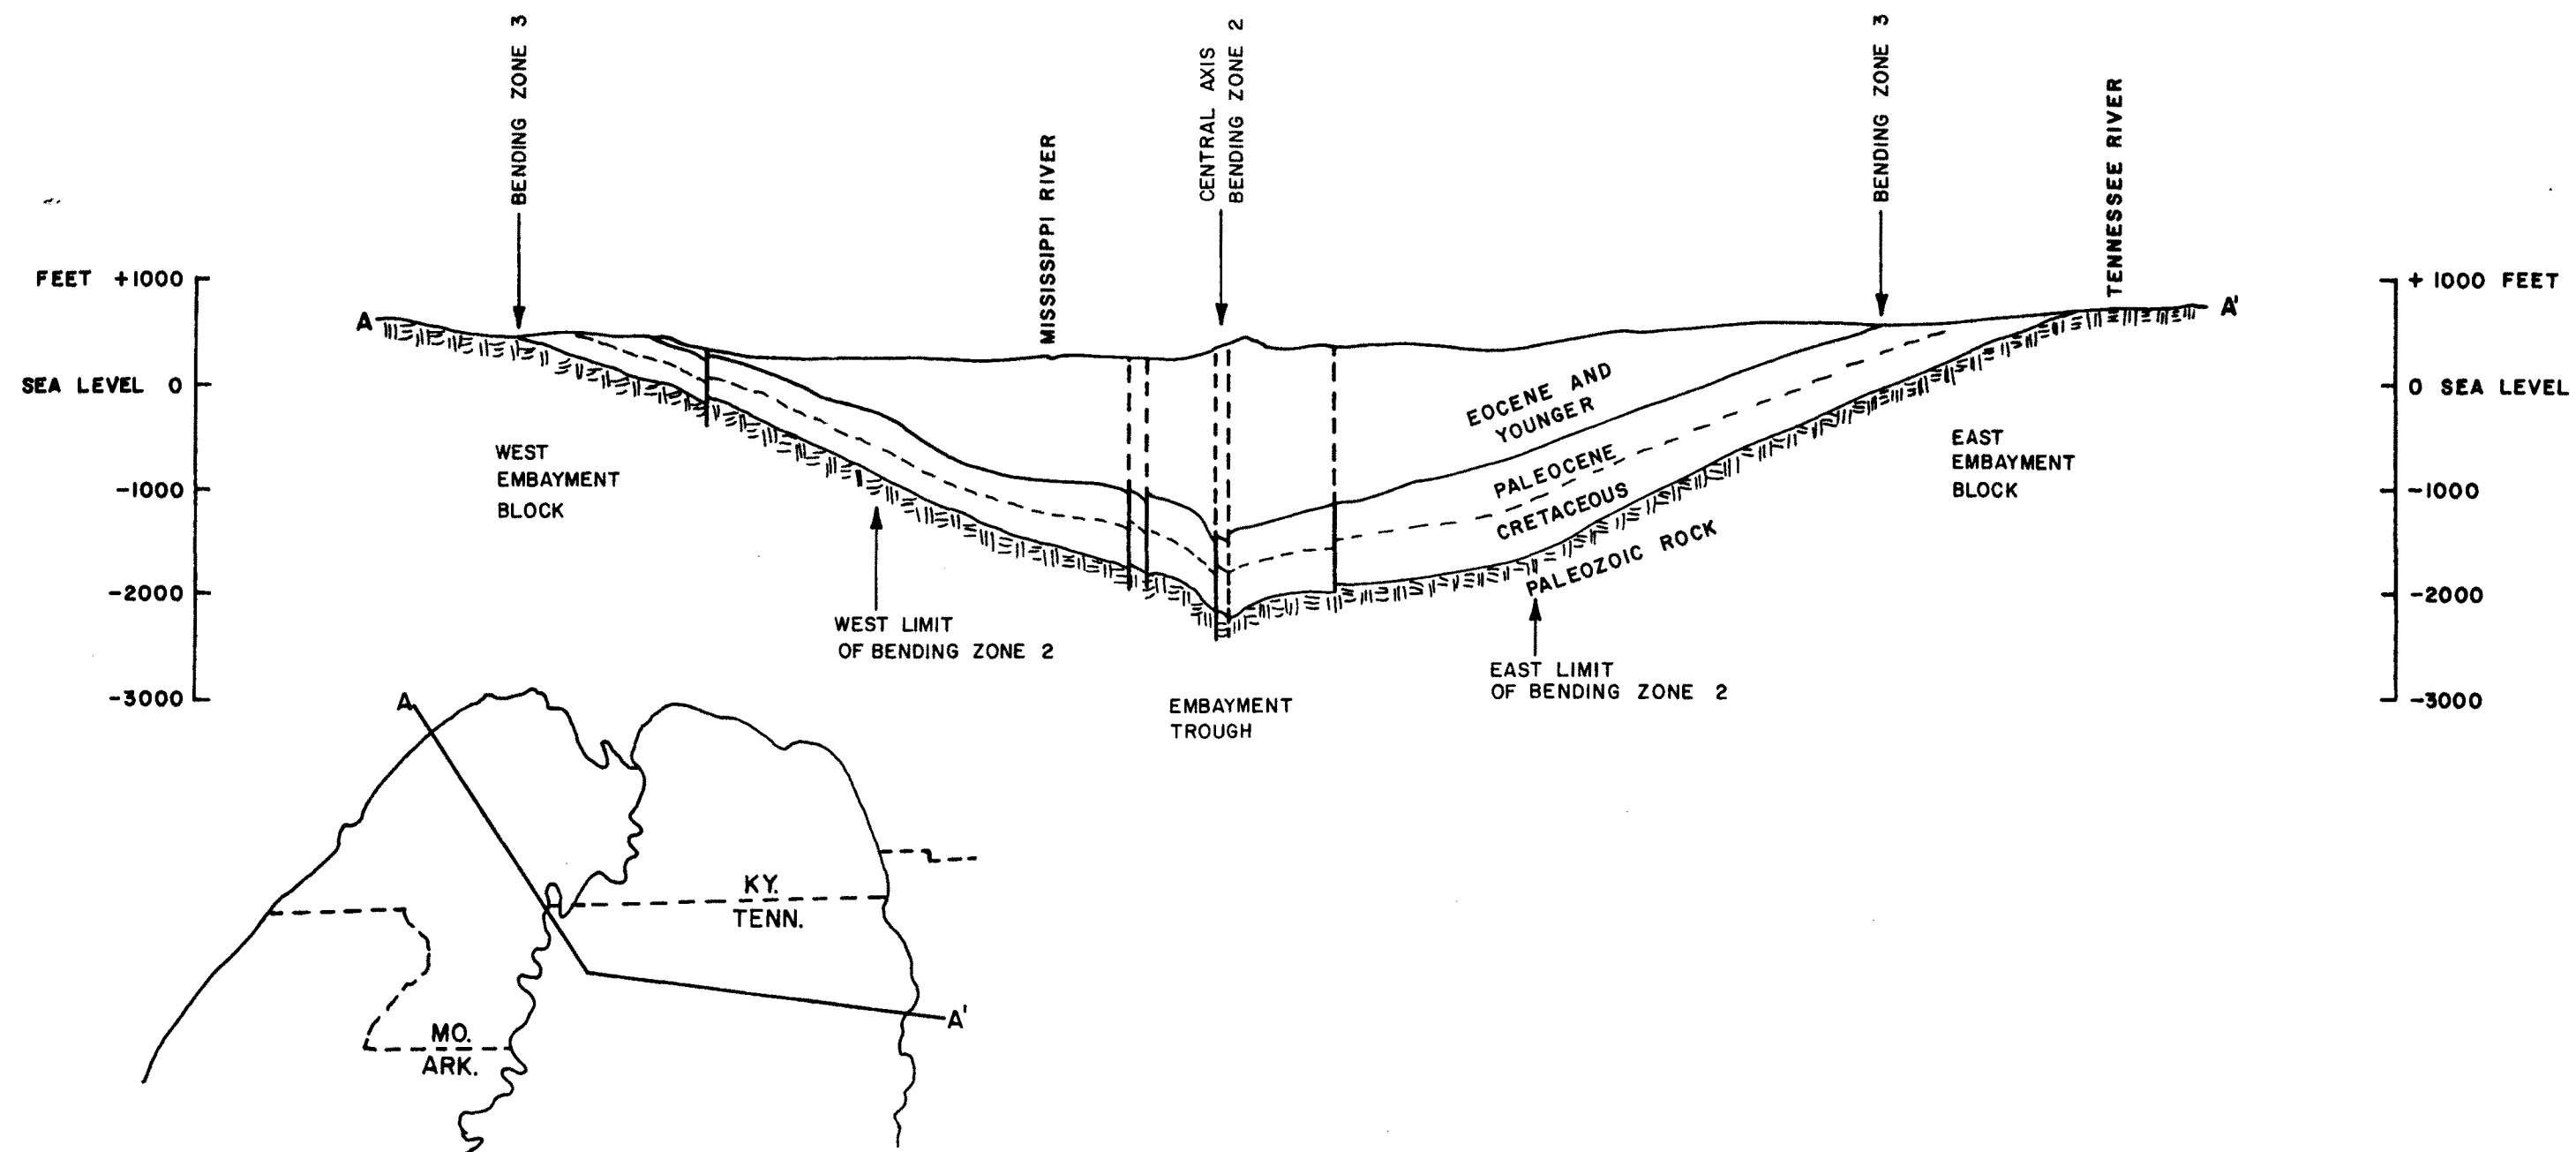 BENDING ZONE 3
MISSISSIPPI RIVER
CENTRAL AXIS
BENDING ZONE 2
BENDING ZONE 3
TENNESSEE RIVER
FEET +1000
SEA LEVEL 0
-1000
-2000
-3000
+1000 FEET
0 SEA LEVEL
-1000
-2000
-3000
A
A'
EOCENE AND
YOUNGER
PALEOCENE
CRETACEOUS
PALEOZOIC ROCK
WEST
EMBAYMENT
BLOCK
EAST
EMBAYMENT
BLOCK
WEST LIMIT
OF BENDING ZONE 2
EAST LIMIT
OF BENDING ZONE 2
EMBAYMENT
TROUGH
A
KY.
TENN.
MO.
ARK.
A'